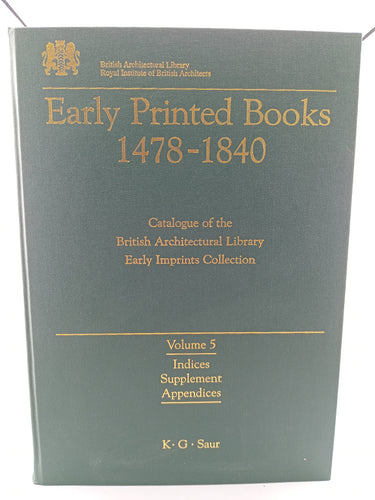 British Architectural Library
Royal Institute of British Architects
Early Printed Books
1478-1840
Catalogue of the
British Architectural Library
Early Imprints Collection
Volume 5
Indices
Supplement
Appendices
K·G·Saur